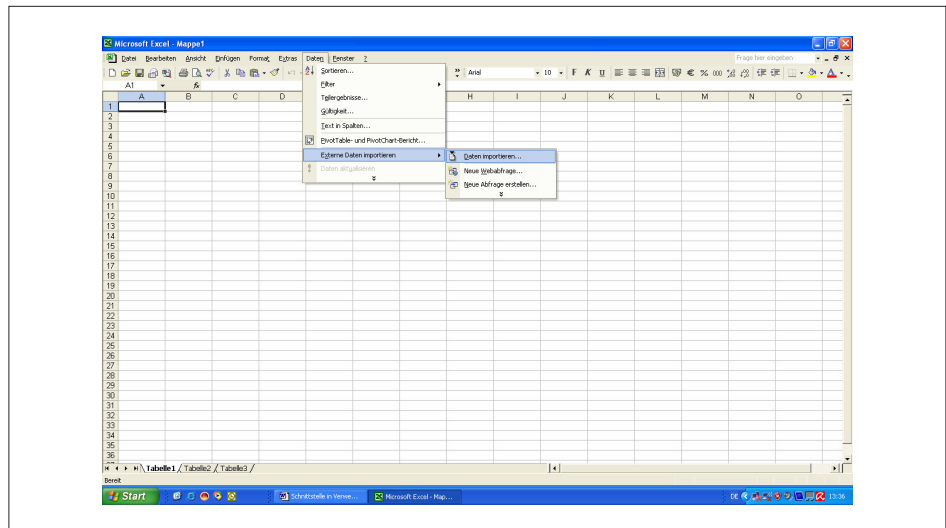 Microsoft Excel - Mappe1
Datei Bearbeiten Ansicht Einfügen Format Extras Daten Fenster ?
Frage hier eingeben
Arial 10 F K U € % 000
A1 fx
A B C D H I J K L M N O
Sortieren...
Filter
Teilergebnisse...
Gültigkeit...
Text in Spalten...
PivotTable- und PivotChart-Bericht...
Externe Daten importieren
Daten aktualisieren
Daten importieren...
Neue Webabfrage...
Neue Abfrage erstellen...
1
2
3
4
5
6
7
8
9
10
11
12
13
14
15
16
17
18
19
20
21
22
23
24
25
26
27
28
29
30
31
32
33
34
35
36
Tabelle1 / Tabelle2 / Tabelle3 /
Bereit
Start
Schnittstelle in Verwe...
Microsoft Excel - Map...
DE
13:36